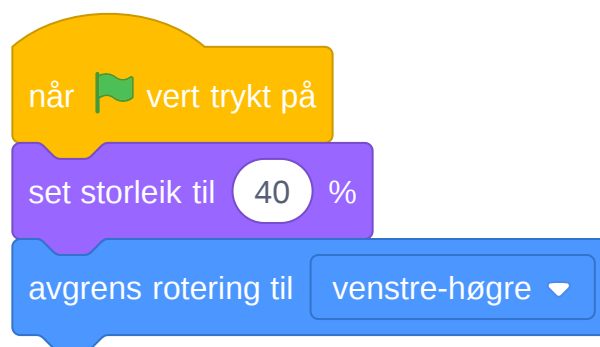 når vert trykt på
set storleik til 40 %
avgrens rotering til venstre-høgre